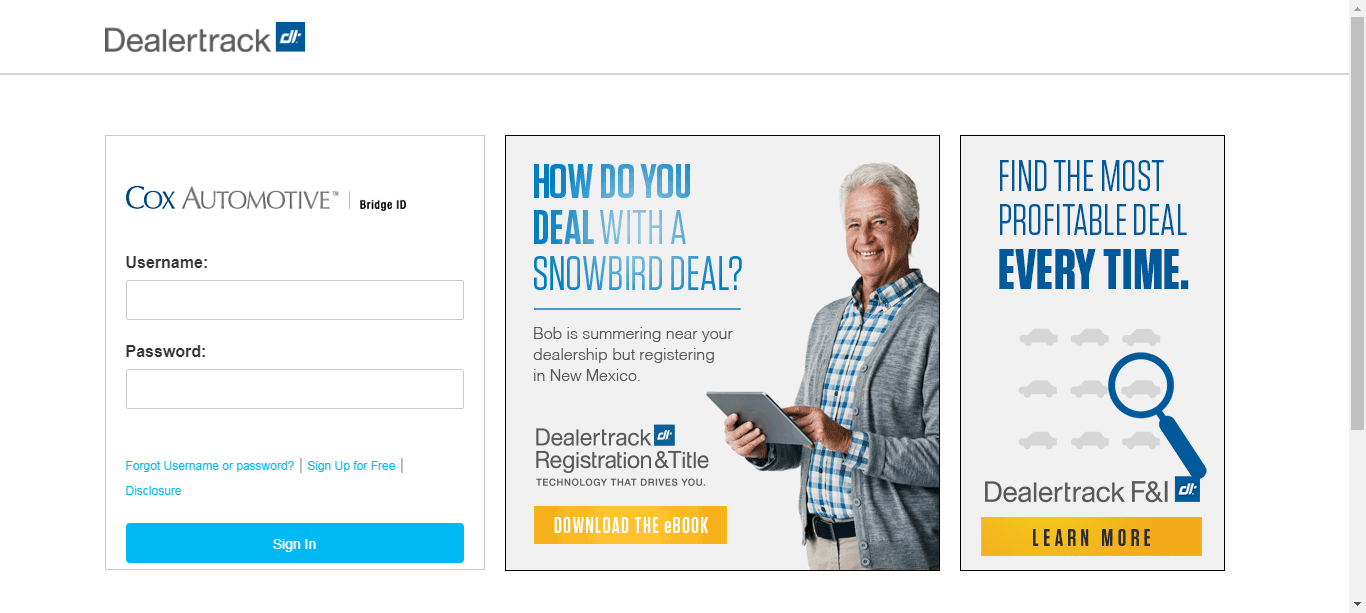 Dealertrack dt.
COX AUTOMOTIVE™ | Bridge ID
Username:
Password:
Forgot Username or password? | Sign Up for Free |
Disclosure
Sign In
HOW DO YOU
DEAL WITH A
SNOWBIRD DEAL?
Bob is summering near your
dealership but registering
in New Mexico.
Dealertrack dt.
Registration & Title
TECHNOLOGY THAT DRIVES YOU.
DOWNLOAD THE eBOOK
FIND THE MOST
PROFITABLE DEAL
EVERY TIME.
Dealertrack F&I dt.
LEARN MORE